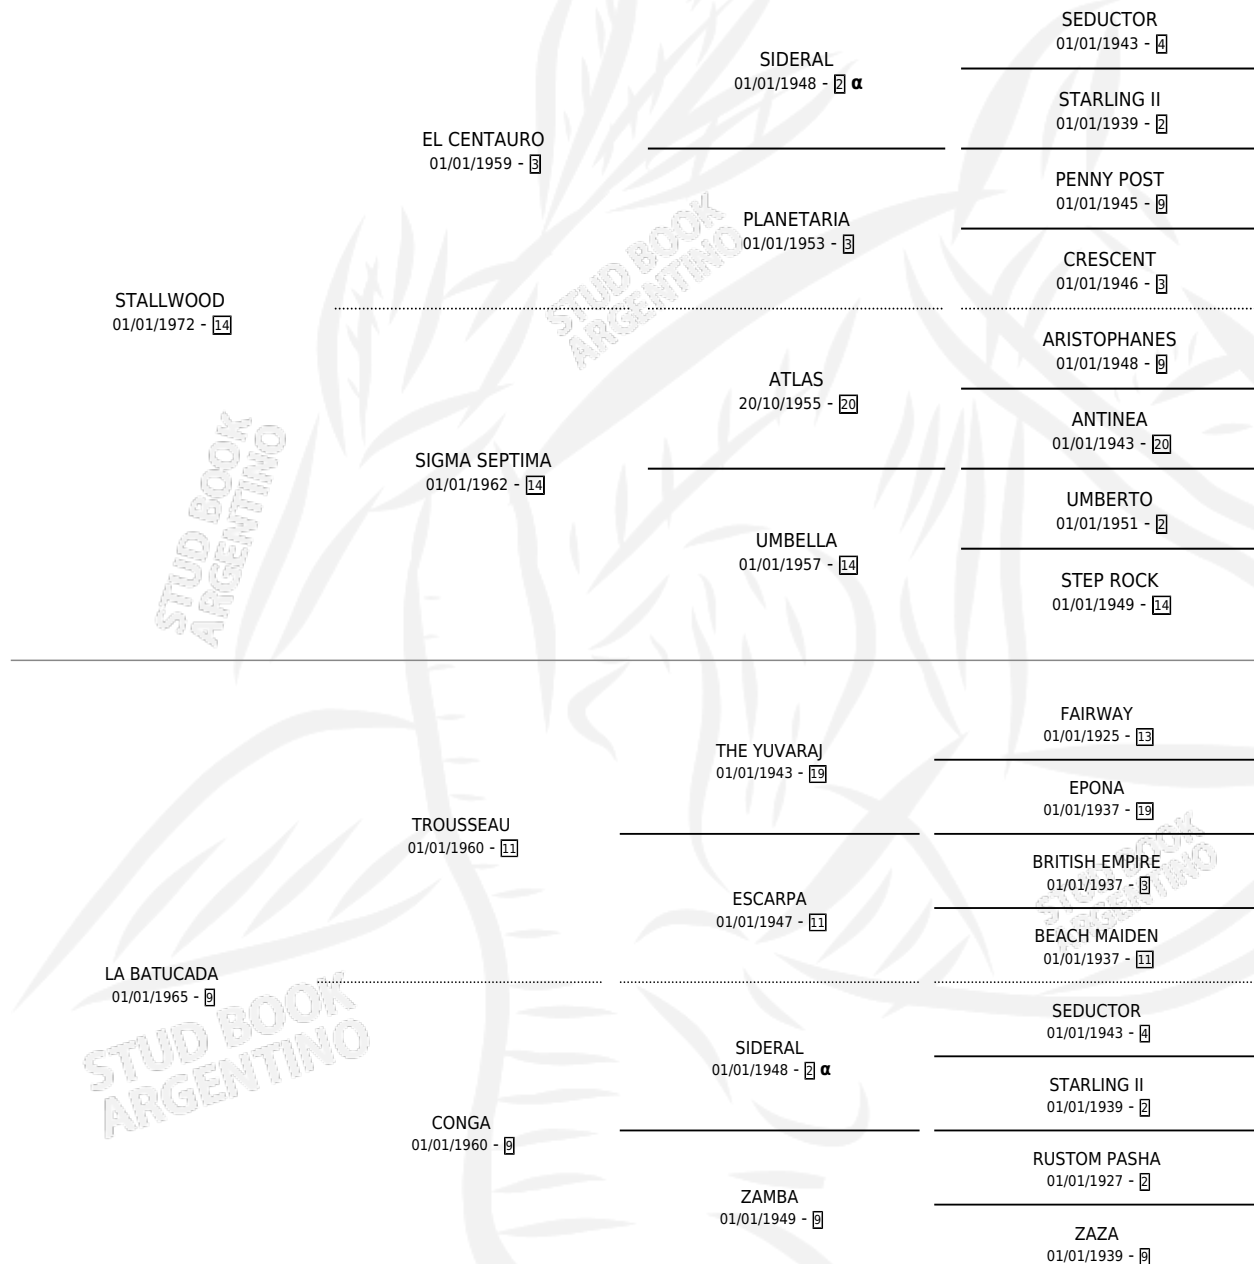 SEDUCTOR
01/01/1943 - 4
SIDERAL
01/01/1948 - 2 α
STARLING II
01/01/1939 - 2
EL CENTAURO
01/01/1959 - 3
PENNY POST
01/01/1945 - 9
PLANETARIA
01/01/1953 - 3
CRESCENT
01/01/1946 - 3
STALLWOOD
01/01/1972 - 14
ARISTOPHANES
01/01/1948 - 9
ATLAS
20/10/1955 - 20
ANTINEA
01/01/1943 - 20
SIGMA SEPTIMA
01/01/1962 - 14
UMBERTO
01/01/1951 - 2
UMBELLA
01/01/1957 - 14
STEP ROCK
01/01/1949 - 14
STUD BOOK
ARGENTINO
STUD BOOK
ARGENTINO
FAIRWAY
01/01/1925 - 13
THE YUVARAJ
01/01/1943 - 19
EPONA
01/01/1937 - 19
TROUSSEAU
01/01/1960 - 11
BRITISH EMPIRE
01/01/1937 - 3
ESCARPA
01/01/1947 - 11
BEACH MAIDEN
01/01/1937 - 11
LA BATUCADA
01/01/1965 - 9
SEDUCTOR
01/01/1943 - 4
SIDERAL
01/01/1948 - 2 α
STARLING II
01/01/1939 - 2
CONGA
01/01/1960 - 9
RUSTOM PASHA
01/01/1927 - 2
ZAMBA
01/01/1949 - 9
ZAZA
01/01/1939 - 9
STUD BOOK
ARGENTINO
STUD BOOK
ARGENTINO